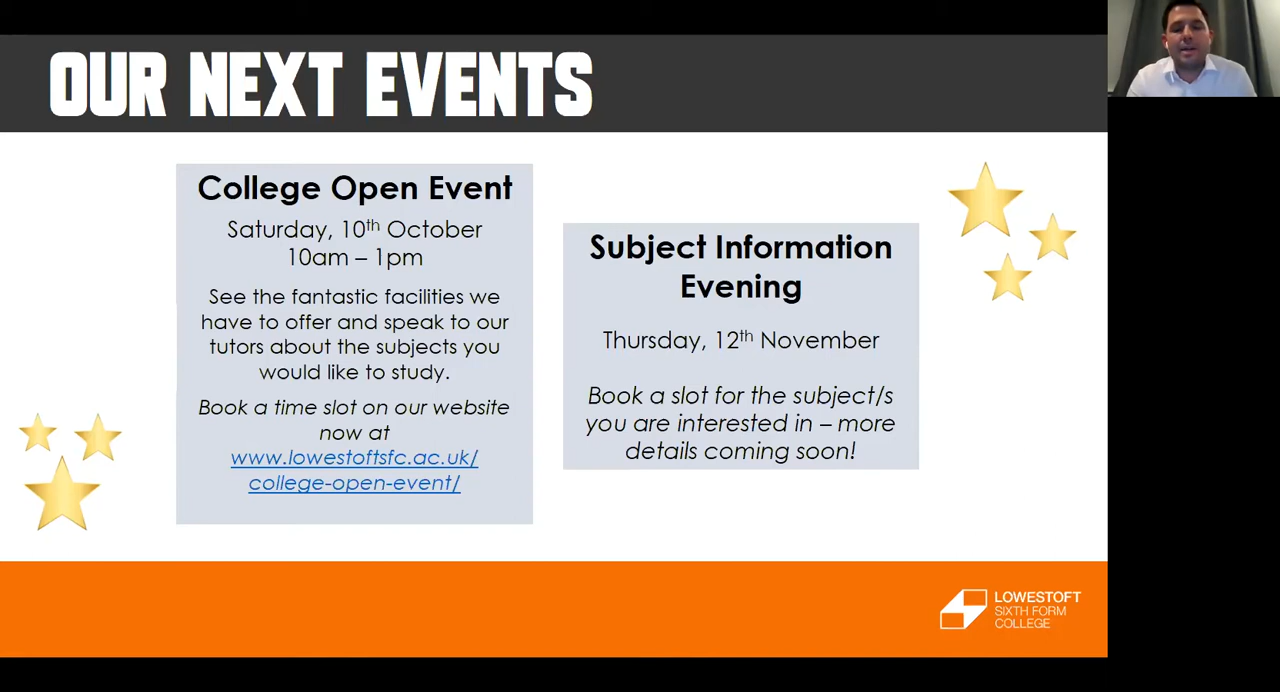 OUR NEXT EVENTS
College Open Event
Saturday, 10th October
10am – 1pm
See the fantastic facilities we
have to offer and speak to our
tutors about the subjects you
would like to study.
Book a time slot on our website
now at
www.lowestoftsfc.ac.uk/
college-open-event/
Subject Information
Evening
Thursday, 12th November
Book a slot for the subject/s
you are interested in – more
details coming soon!
LOWESTOFT
SIXTH FORM
COLLEGE